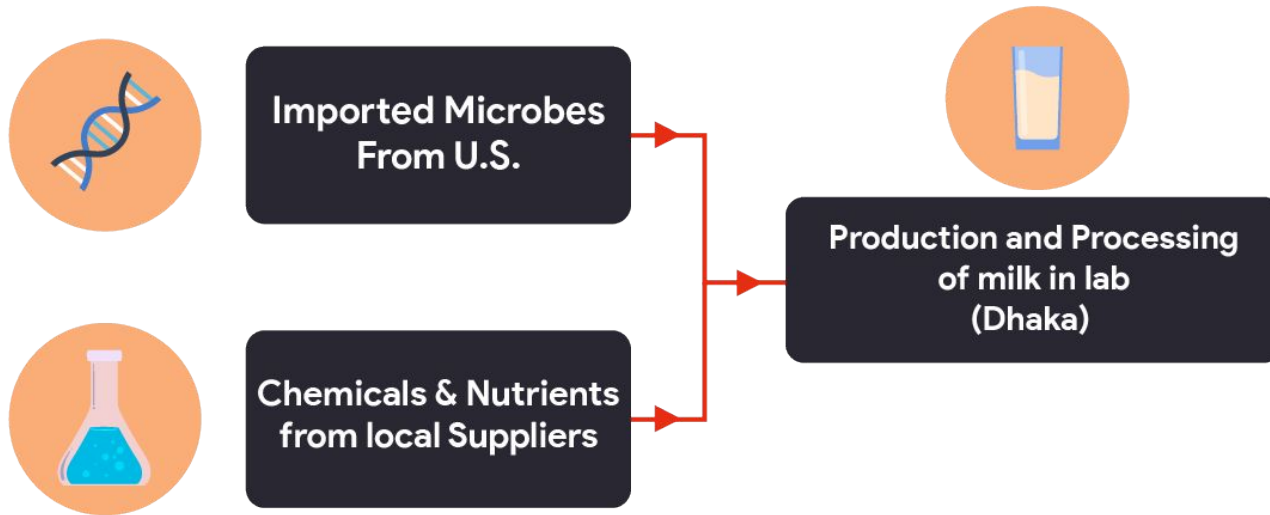 Imported Microbes
From U.S.
Chemicals & Nutrients
from local Suppliers
Production and Processing
of milk in lab
(Dhaka)